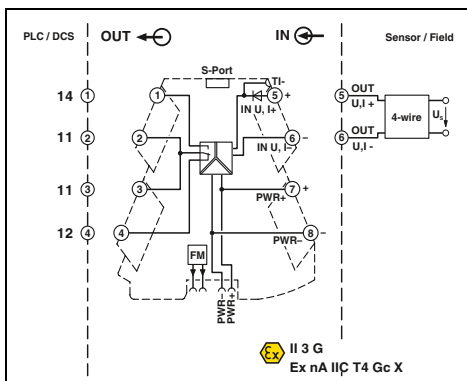 PLC / DCS OUT IN Sensor / Field
S-Port
TI-
14 1 1 5 + 5 OUT
IN U, I+ U,I +
4-wire Us
11 2 2 6 – 6 OUT
IN U, I– U,I -
11 3 3 7 +
PWR+
12 4 4 8 –
PWR–
FM
PWR–
PWR+
Ex II 3 G
Ex nA IIC T4 Gc X